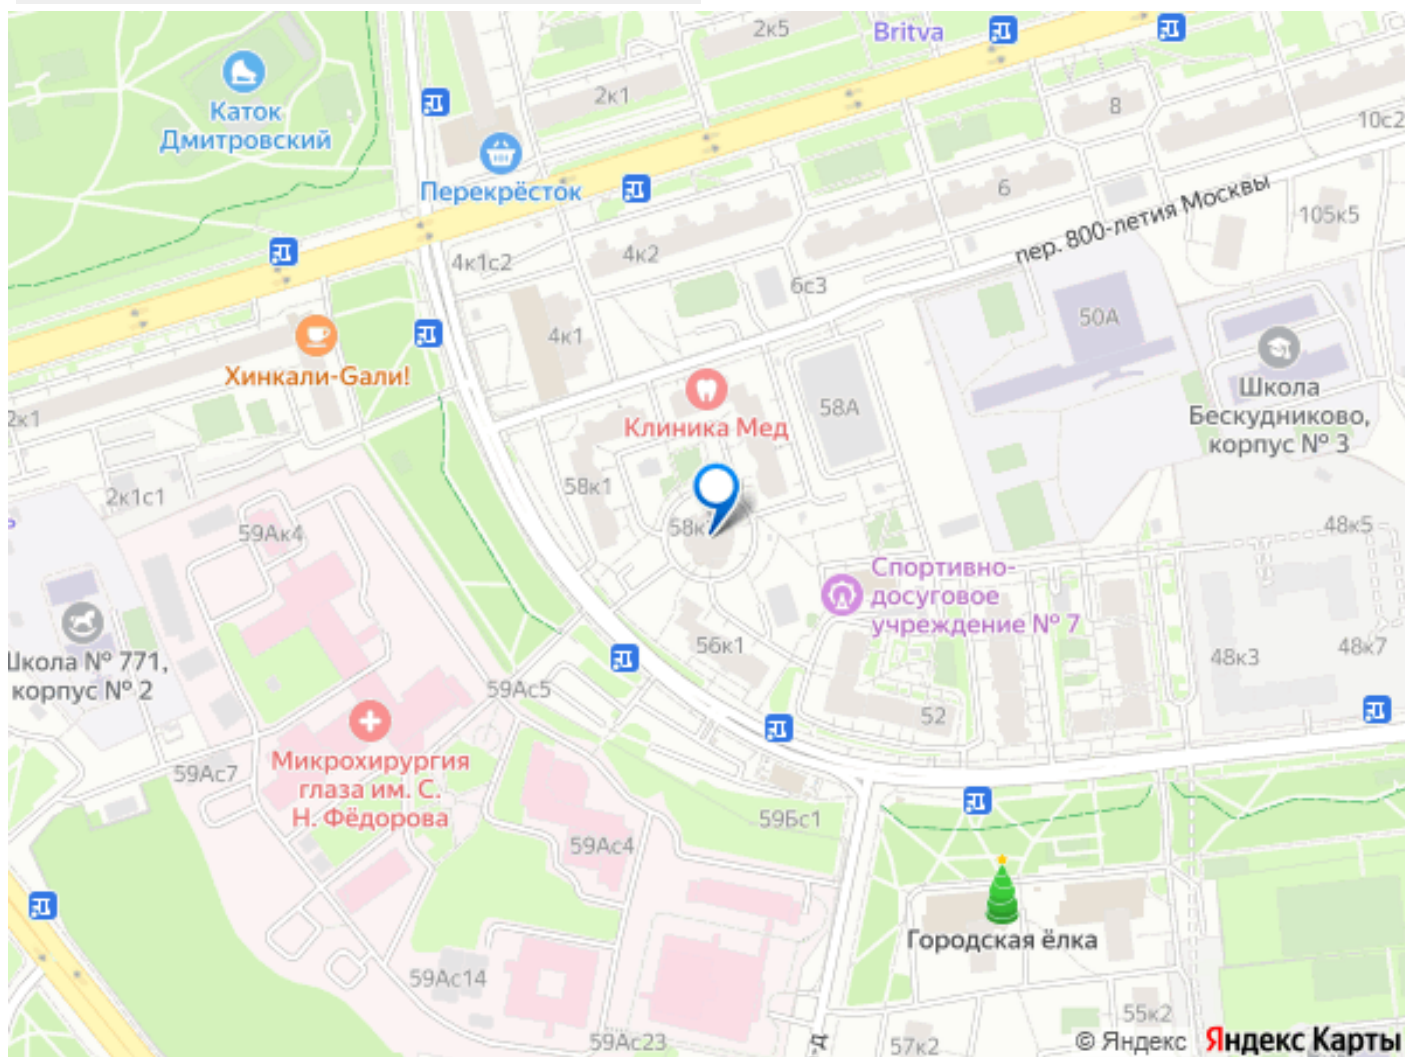 2к5
Britva
Каток
Дмитровский
2к1
8
10с2
Перекрёсток
6
пер. 800-летия Москвы
105к5
4к1с2
4к2
6с3
50А
4к1
Хинкали-Gали!
Школа
Бескудниково,
корпус № 3
2к1
Клиника Мед
58А
2к1с1
58к1
59Ак4
58к
48к5
Спортивно-
досуговое
учреждение № 7
Школа № 771,
корпус № 2
56к1
48к3
48к7
59Ас5
52
Микрохирургия
глаза им. С.
Н. Фёдорова
59Ас7
59Бс1
59Ас4
Городская ёлка
59Ас14
55к2
59Ас23
57к2
© Яндекс Яндекс Карты